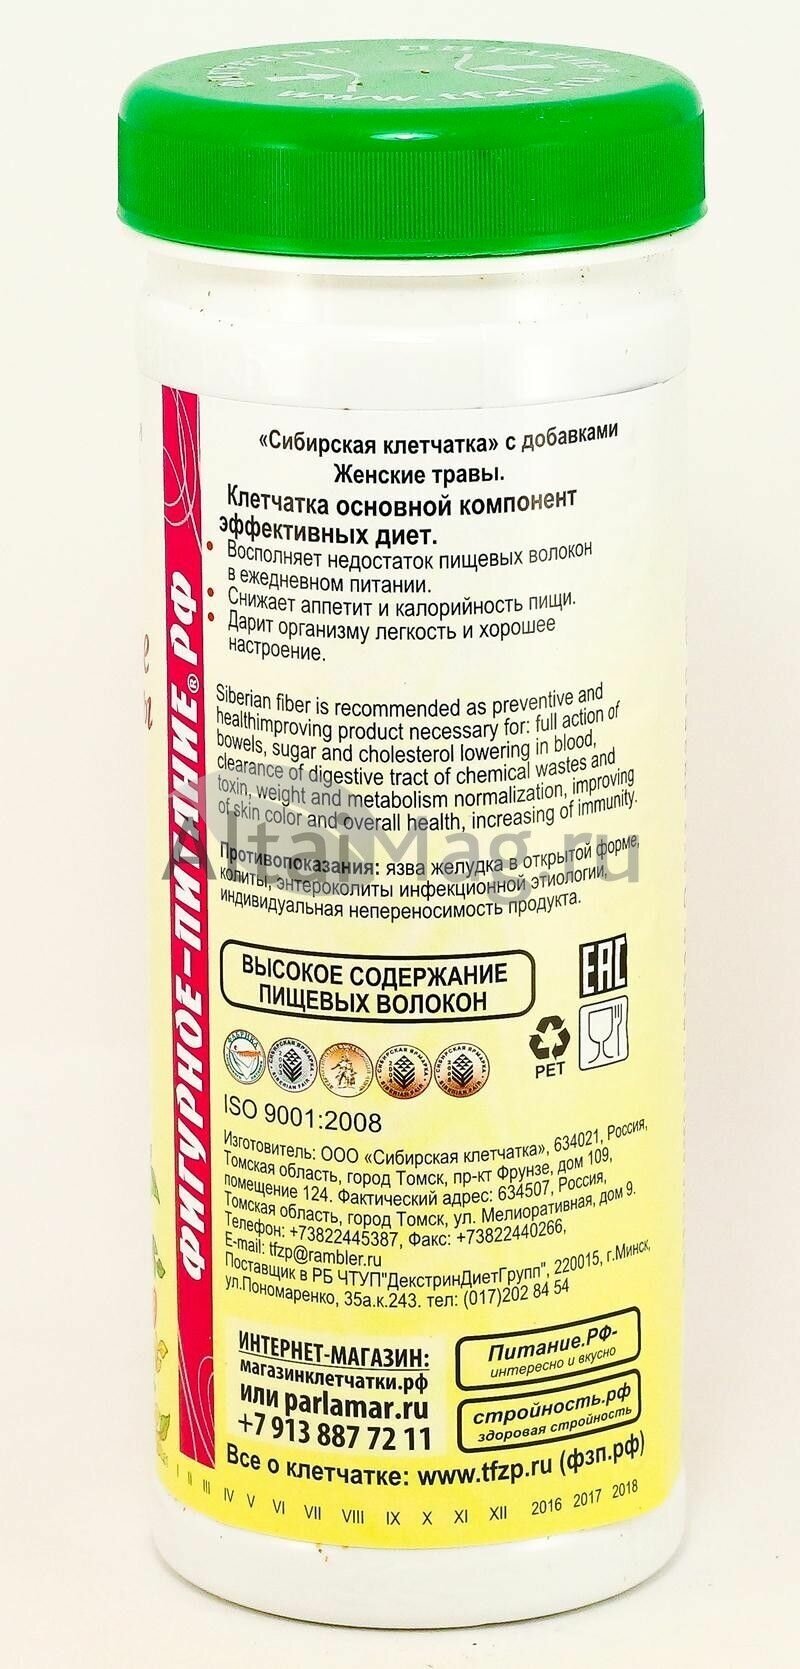 www.tfzp.ru
«Сибирская клетчатка» с добавками
Женские травы.
Клетчатка основной компонент
эффективных диет.
• Восполняет недостаток пищевых волокон
в ежедневном питании.
• Снижает аппетит и калорийность пищи.
• Дарит организму легкость и хорошее
настроение.
Siberian fiber is recommended as preventive and
healthimproving product necessary for: full action of
bowels, sugar and cholesterol lowering in blood,
clearance of digestive tract of chemical wastes and
toxin, weight and metabolism normalization, improving
of skin color and overall health, increasing of immunity.
AltaiMag.ru
Противопоказания: язва желудка в открытой форме,
колиты, энтероколиты инфекционной этиологии,
индивидуальная непереносимость продукта.
ФИГУРНОЕ-ПИТАНИЕ®.РФ
ВЫСОКОЕ СОДЕРЖАНИЕ
ПИЩЕВЫХ ВОЛОКОН
EAC
PET
ISO 9001:2008
Изготовитель: ООО «Сибирская клетчатка», 634021, Россия,
Томская область, город Томск, пр-кт Фрунзе, дом 109,
помещение 124. Фактический адрес: 634507, Россия,
Томская область, город Томск, ул. Мелиоративная, дом 9.
Телефон: +73822445387, Факс: +73822440266,
E-mail: tfzp@rambler.ru
Поставщик в РБ ЧТУП"ДекстринДиетГрупп", 220015, г.Минск,
ул.Пономаренко, 35а.к.243. тел: (017)202 84 54
ИНТЕРНЕТ-МАГАЗИН:
магазинклетчатки.рф
или parlamar.ru
+7 913 887 72 11
Питание.РФ-
интересно и вкусно
стройность.рф
здоровая стройность
Все о клетчатке: www.tfzp.ru (фзп.рф)
I II III IV V VI VII VIII IX X XI XII 2016 2017 2018